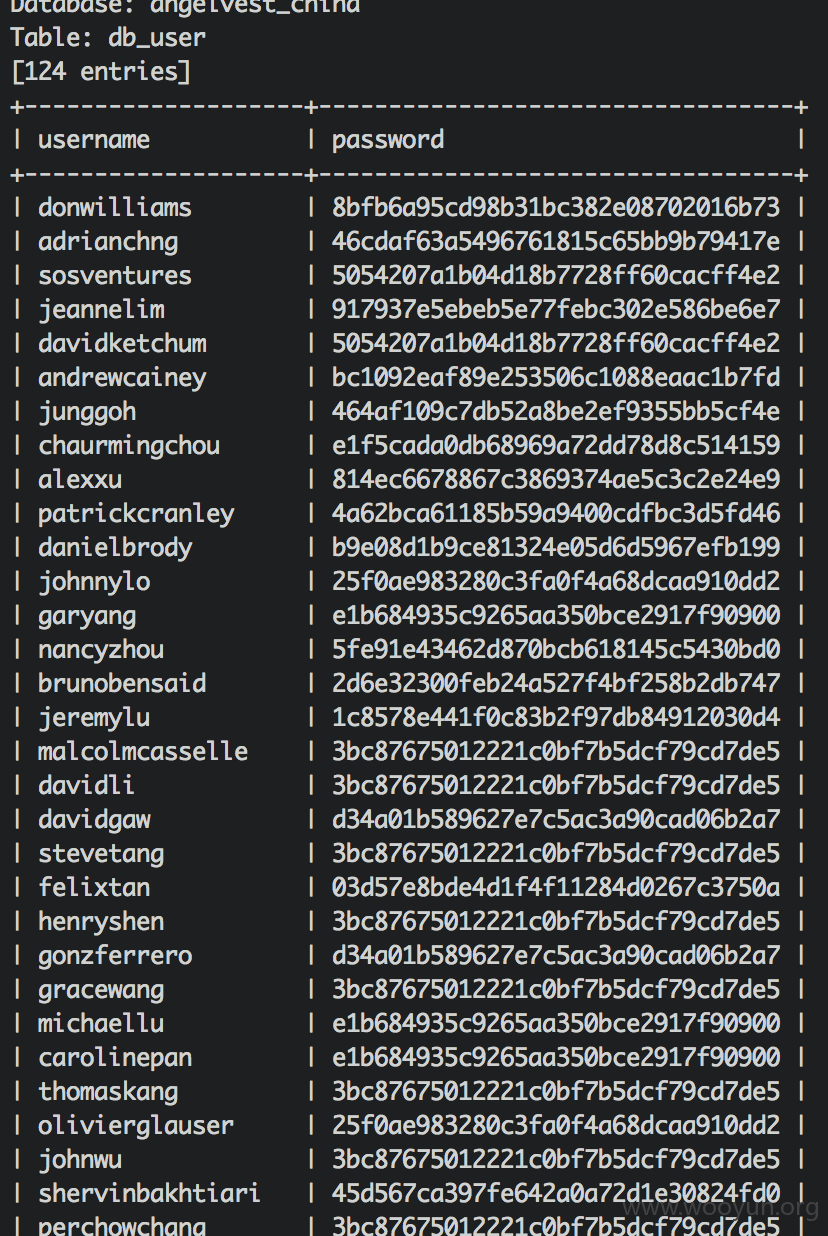 Database: angelvest_china
Table: db_user
[124 entries]
+--------------------+----------------------------------+
| username | password |
+--------------------+----------------------------------+
| donwilliams | 8bfb6a95cd98b31bc382e08702016b73 |
| adrianchng | 46cdaf63a5496761815c65bb9b79417e |
| sosventures | 5054207a1b04d18b7728ff60cacff4e2 |
| jeannelim | 917937e5ebeb5e77febc302e586be6e7 |
| davidketchum | 5054207a1b04d18b7728ff60cacff4e2 |
| andrewcainey | bc1092eaf89e253506c1088eaac1b7fd |
| junggoh | 464af109c7db52a8be2ef9355bb5cf4e |
| chaurmingchou | e1f5cada0db68969a72dd78d8c514159 |
| alexxu | 814ec6678867c3869374ae5c3c2e24e9 |
| patrickcranley | 4a62bca61185b59a9400cdfbc3d5fd46 |
| danielbrody | b9e08d1b9ce81324e05d6d5967efb199 |
| johnnylo | 25f0ae983280c3fa0f4a68dcaa910dd2 |
| garyang | e1b684935c9265aa350bce2917f90900 |
| nancyzhou | 5fe91e43462d870bcb618145c5430bd0 |
| brunobensaid | 2d6e32300feb24a527f4bf258b2db747 |
| jeremylu | 1c8578e441f0c83b2f97db84912030d4 |
| malcolmcasselle | 3bc87675012221c0bf7b5dcf79cd7de5 |
| davidli | 3bc87675012221c0bf7b5dcf79cd7de5 |
| davidgaw | d34a01b589627e7c5ac3a90cad06b2a7 |
| stevetang | 3bc87675012221c0bf7b5dcf79cd7de5 |
| felixtan | 03d57e8bde4d1f4f11284d0267c3750a |
| henryshen | 3bc87675012221c0bf7b5dcf79cd7de5 |
| gonzferrero | d34a01b589627e7c5ac3a90cad06b2a7 |
| gracewang | 3bc87675012221c0bf7b5dcf79cd7de5 |
| michaellu | e1b684935c9265aa350bce2917f90900 |
| carolinepan | e1b684935c9265aa350bce2917f90900 |
| thomaskang | 3bc87675012221c0bf7b5dcf79cd7de5 |
| olivierglauser | 25f0ae983280c3fa0f4a68dcaa910dd2 |
| johnwu | 3bc87675012221c0bf7b5dcf79cd7de5 |
| shervinbakhtiari | 45d567ca397fe642a0a72d1e30824fd0 |
www.wooyun.org
| perchowchang | 3bc87675012221c0bf7b5dcf79cd7de5 |